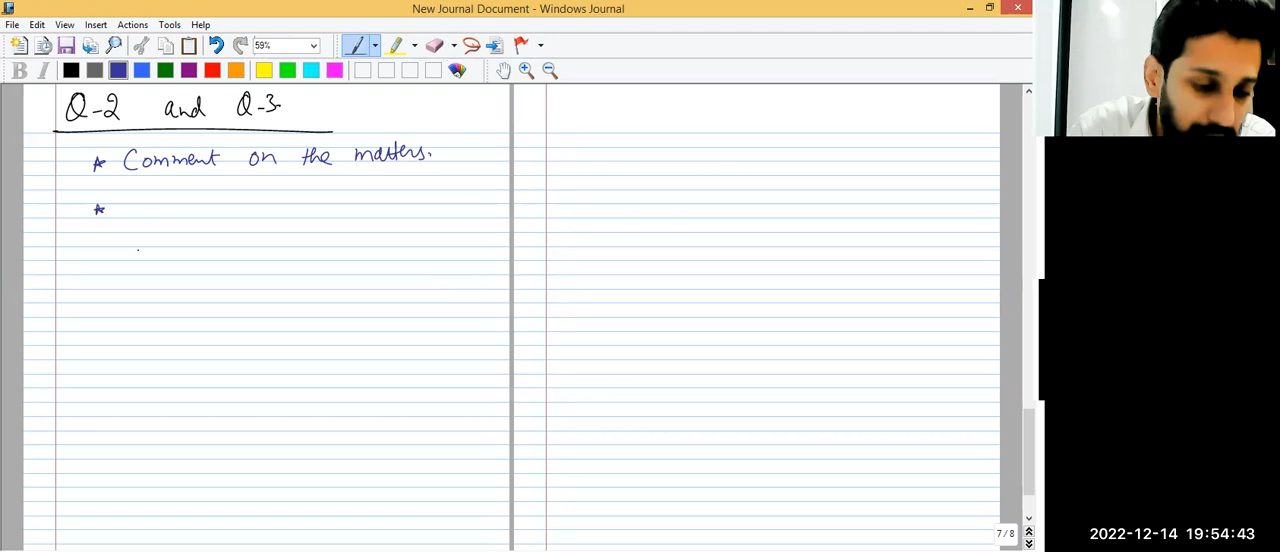 New Journal Document - Windows Journal
File Edit View Insert Actions Tools Help
59%
B I
Q-2 and Q-3
* Comment on the matters.
*
7 / 8
2022-12-14 19:54:43